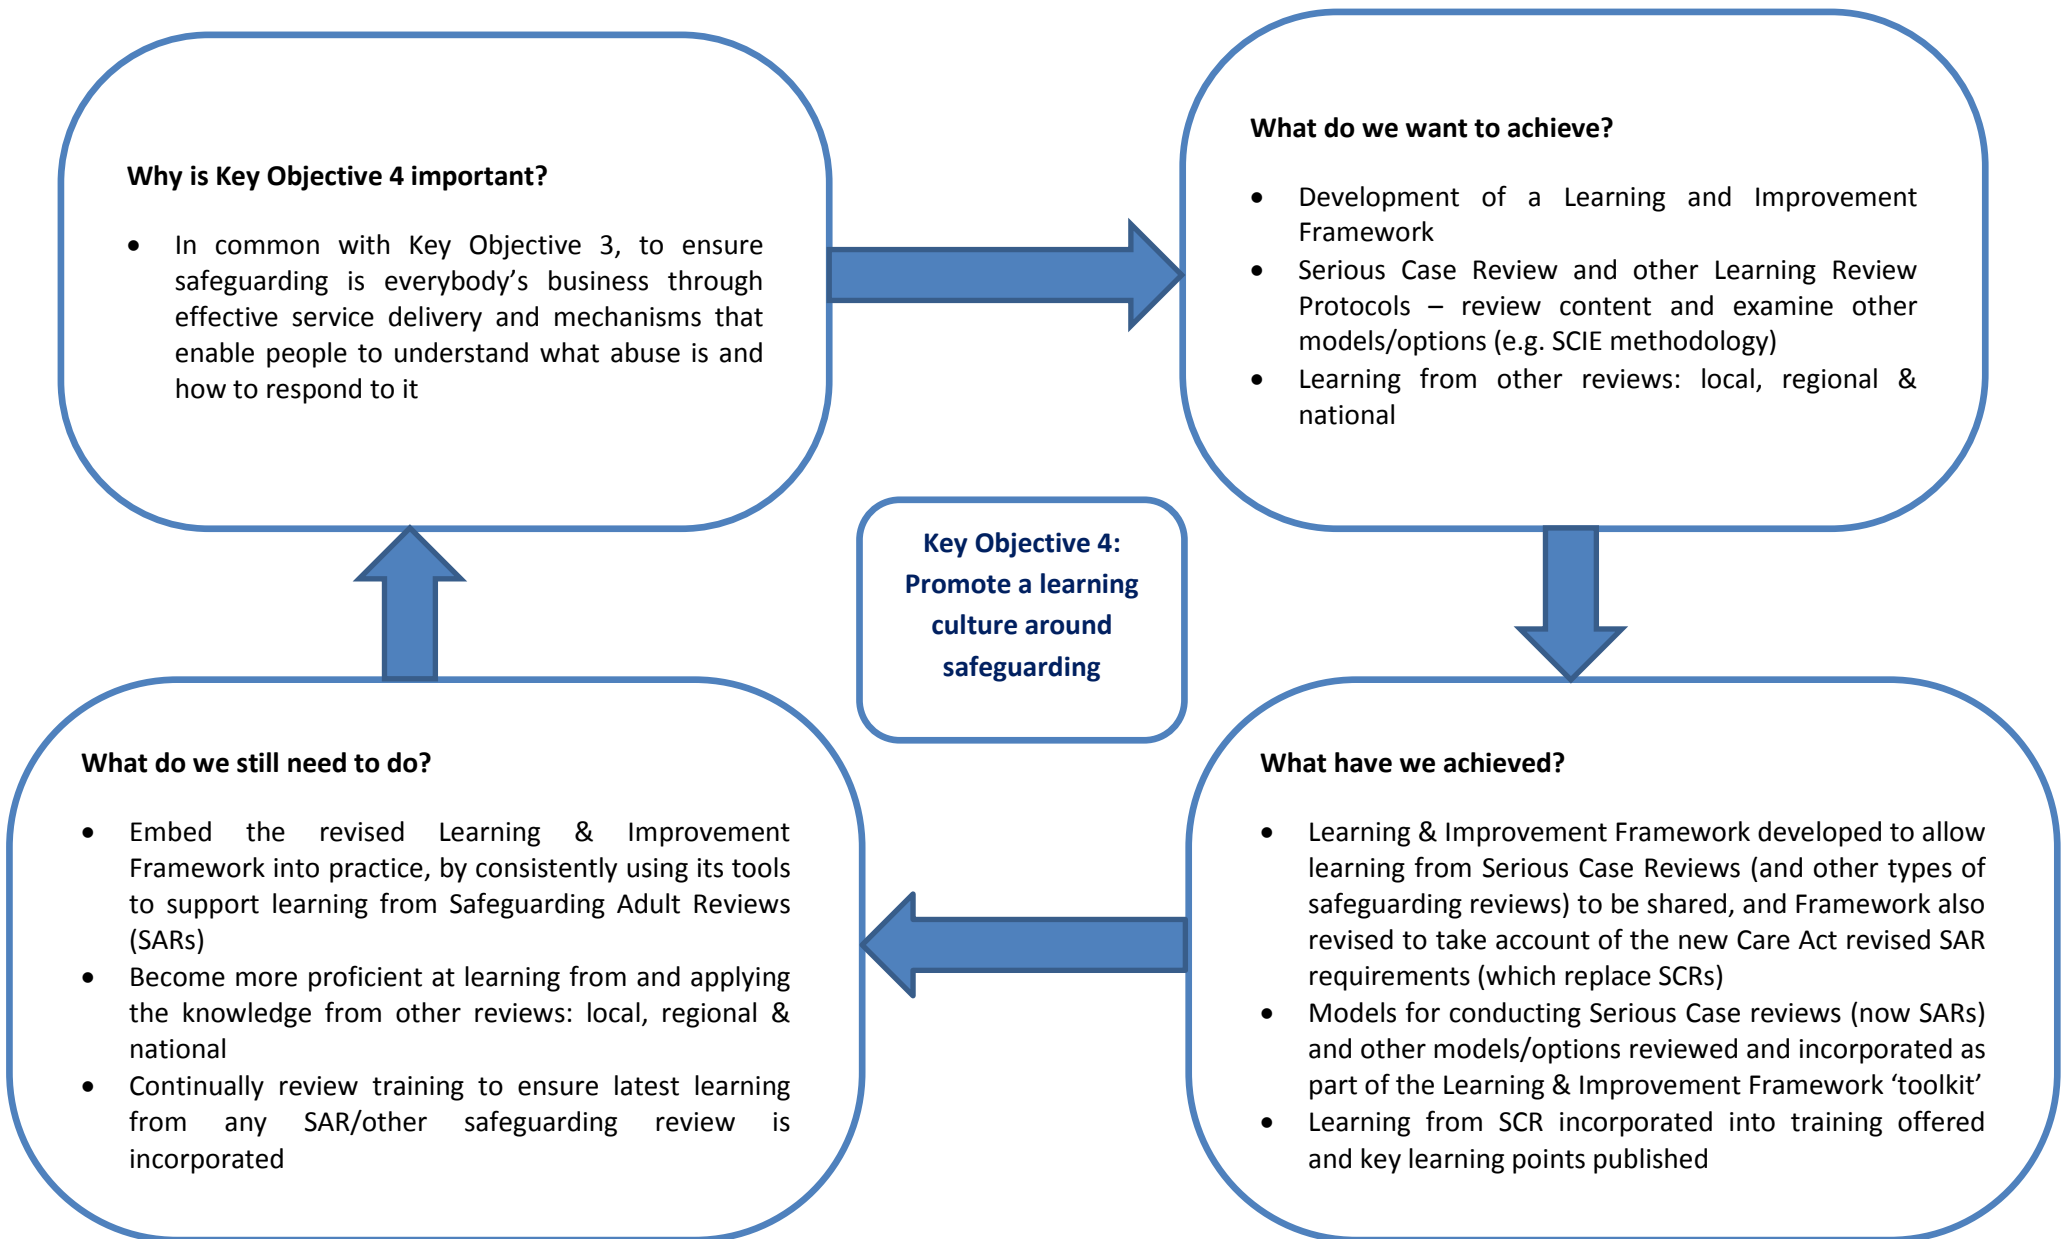 Why is Key Objective 4 important?
• In common with Key Objective 3, to ensure
safeguarding is everybody’s business through
effective service delivery and mechanisms that
enable people to understand what abuse is and
how to respond to it
What do we want to achieve?
• Development of a Learning and Improvement
Framework
• Serious Case Review and other Learning Review
Protocols – review content and examine other
models/options (e.g. SCIE methodology)
• Learning from other reviews: local, regional &
national
Key Objective 4:
Promote a learning
culture around
safeguarding
What do we still need to do?
• Embed the revised Learning & Improvement
Framework into practice, by consistently using its tools
to support learning from Safeguarding Adult Reviews
(SARs)
• Become more proficient at learning from and applying
the knowledge from other reviews: local, regional &
national
• Continually review training to ensure latest learning
from any SAR/other safeguarding review is
incorporated
What have we achieved?
• Learning & Improvement Framework developed to allow
learning from Serious Case Reviews (and other types of
safeguarding reviews) to be shared, and Framework also
revised to take account of the new Care Act revised SAR
requirements (which replace SCRs)
• Models for conducting Serious Case reviews (now SARs)
and other models/options reviewed and incorporated as
part of the Learning & Improvement Framework ‘toolkit’
• Learning from SCR incorporated into training offered
and key learning points published